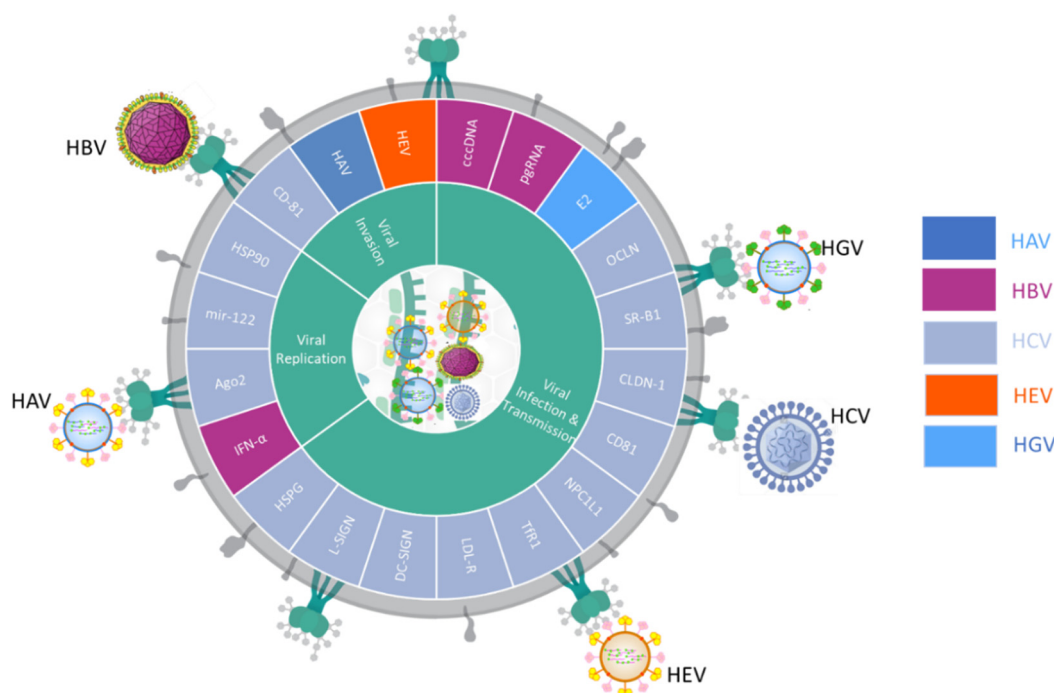 HBV
HAV
HEV
cccDNA
pgRNA
E2
OCLN
SR-B1
CLDN-1
CD81
NPC1L1
TfR1
LDL-R
DC-SIGN
L-SIGN
HSPG
IFN-α
Ago2
mir-122
HSP90
CD-81
Viral
Invasion
Viral
Replication
Viral
Infection &
Transmission
HGV
HCV
HEV
HAV
HAV
HBV
HCV
HEV
HGV